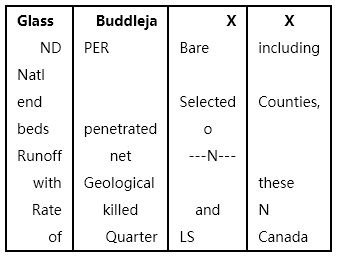 Glass Buddleja X X
ND PER Bare including
Natl
end Selected Counties,
beds penetrated o
Runoff net ---N---
with Geological these
Rate killed and N
of Quarter LS Canada